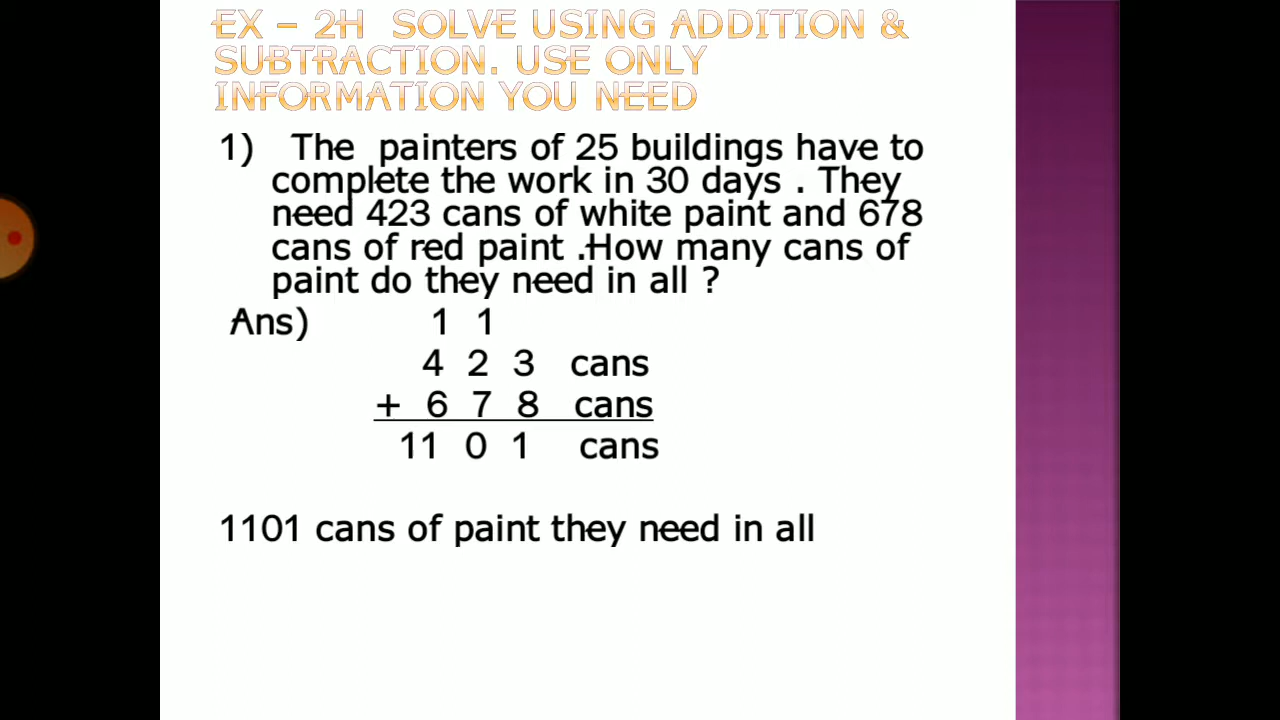 EX – 2H SOLVE USING ADDITION &
SUBTRACTION. USE ONLY
INFORMATION YOU NEED
1) The painters of 25 buildings have to
complete the work in 30 days . They
need 423 cans of white paint and 678
cans of red paint .How many cans of
paint do they need in all ?
Ans) 1 1
4 2 3 cans
+ 6 7 8 cans
11 0 1 cans
1101 cans of paint they need in all